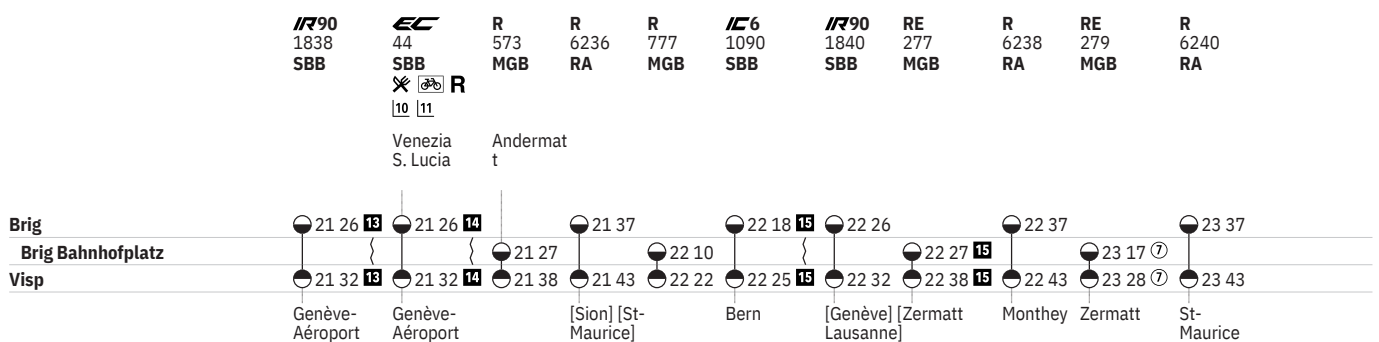 IR90 EC R R R IC6 IR90 RE R RE R
1838 44 573 6236 777 1090 1840 277 6238 279 6240
SBB SBB MGB RA MGB SBB SBB MGB RA MGB RA
R
10 11
Venezia Andermat
S. Lucia t
Brig 21 26 13 21 26 14 21 37 22 18 15 22 26 22 37 23 37
Brig Bahnhofplatz 21 27 22 10 22 27 15 23 17 7
Visp 21 32 13 21 32 14 21 38 21 43 22 22 22 25 15 22 32 22 38 15 22 43 23 28 7 23 43
Genève- Genève- [Sion] [St- Bern [Genève] [Zermatt Monthey Zermatt St-
Aéroport Aéroport Maurice] Lausanne] Maurice